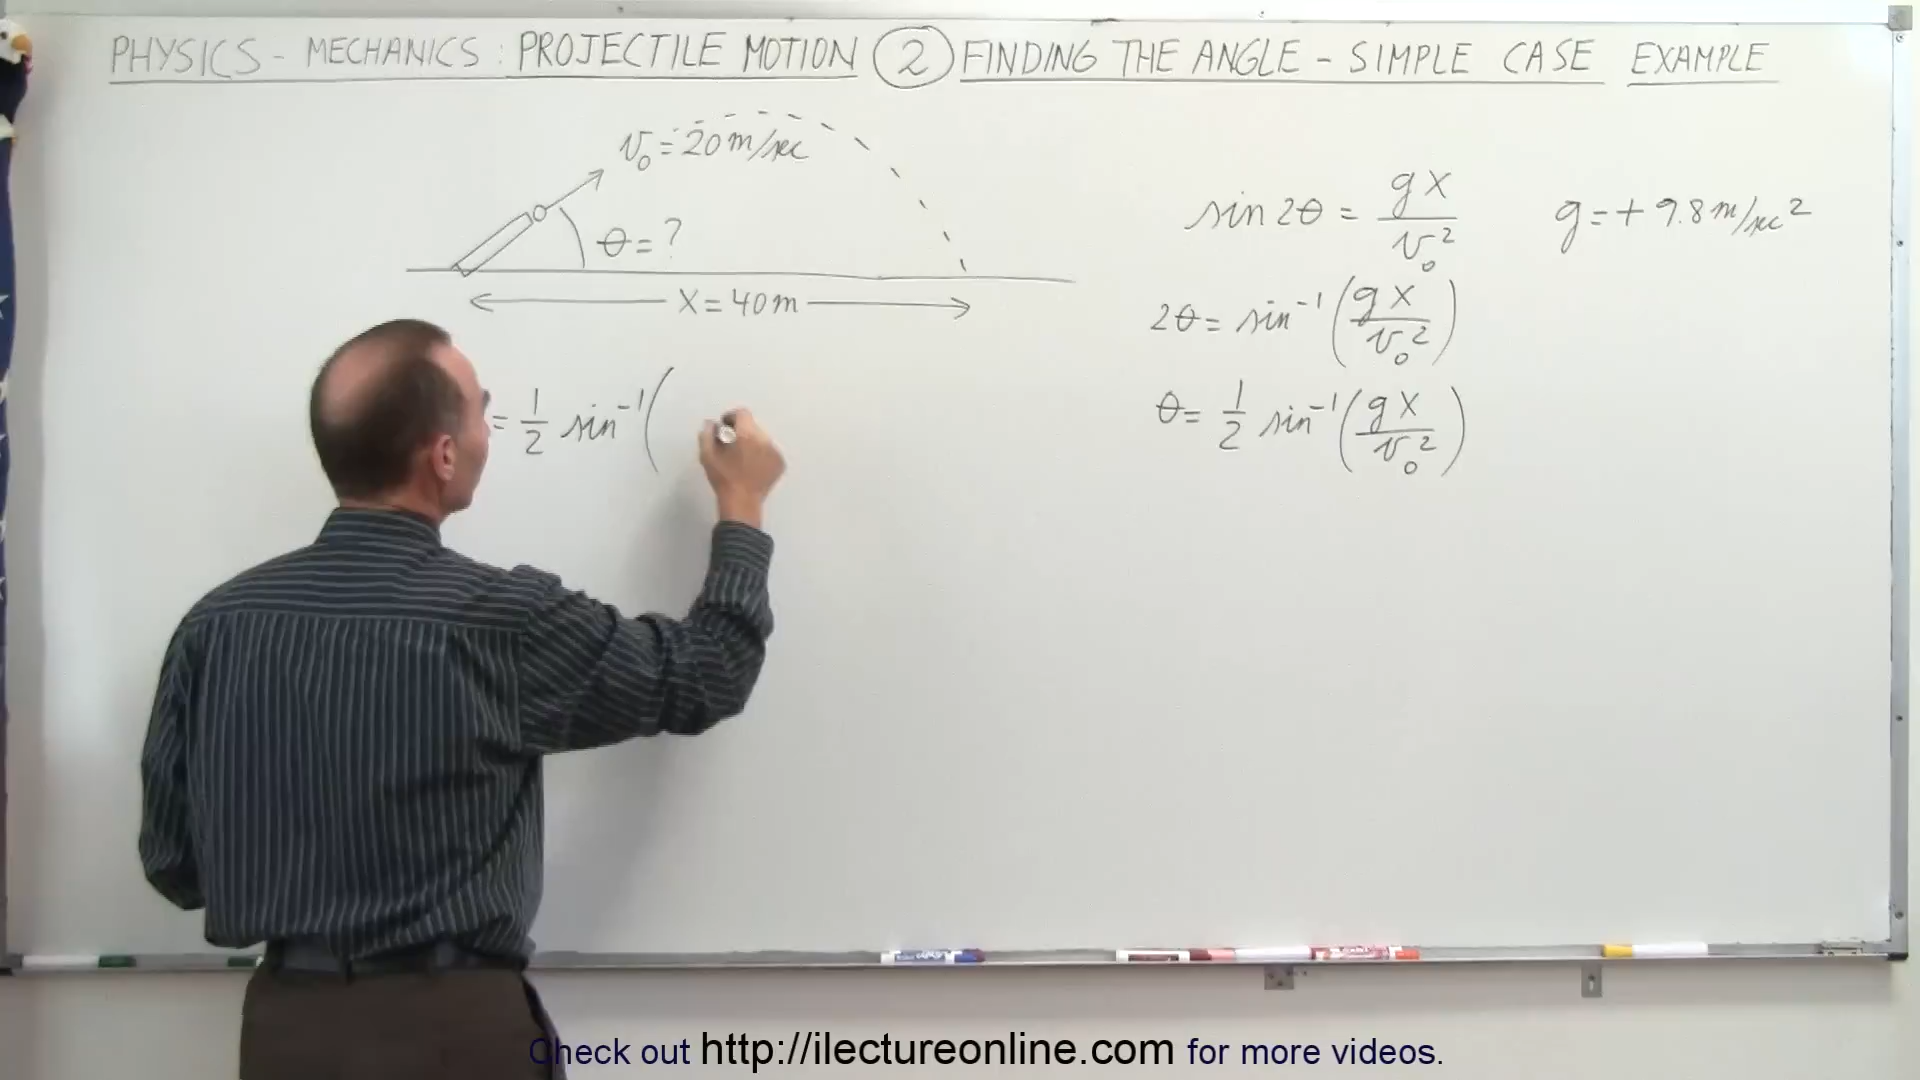 PHYSICS - MECHANICS: PROJECTILE MOTION ② FINDING THE ANGLE - SIMPLE CASE EXAMPLE
v₀ = 20 m/sec
θ = ?
X = 40 m
= 1/2 sin⁻¹(
sin 2θ = gX/v₀²
g = + 9.8 m/sec²
2θ = sin⁻¹(gX/v₀²)
θ = 1/2 sin⁻¹(gX/v₀²)
Check out http://ilectureonline.com for more videos.